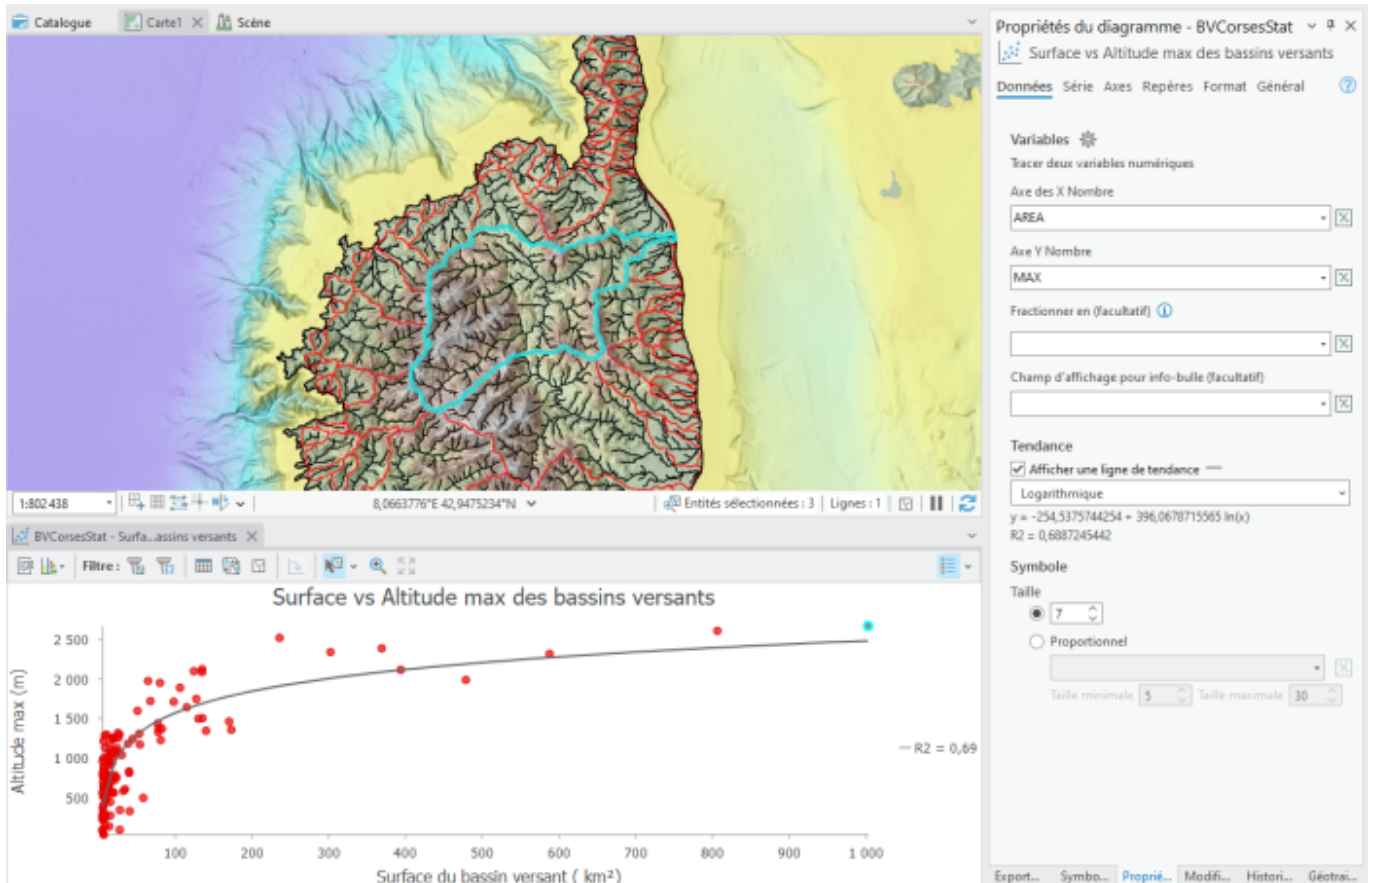 Catalogue
Carte1
Scène
1:802 438
8,0663776°E 42,9475234°N
Entités sélectionnées : 3
Lignes : 1
BVCorsesStat - Surfa...assins versants
Filtre :
Surface vs Altitude max des bassins versants
Altitude max (m)
2 500
2 000
1 500
1 000
500
100
200
300
400
500
600
700
800
900
1 000
Surface du bassin versant ( km²)
R2 = 0,69
Propriétés du diagramme - BVCorsesStat
Surface vs Altitude max des bassins versants
Données Série Axes Repères Format Général
Variables
Tracer deux variables numériques
Axe des X Nombre
AREA
Axe Y Nombre
MAX
Fractionner en (facultatif)
Champ d'affichage pour info-bulle (facultatif)
Tendance
Afficher une ligne de tendance
Logarithmique
y = -254,5375744254 + 396,0678715565 ln(x)
R2 = 0,6887245442
Symbole
Taille
7
Proportionnel
Taille minimale 5 Taille maximale 30
Export... Symbo... Proprié... Modifi... Histori... Géotrai...